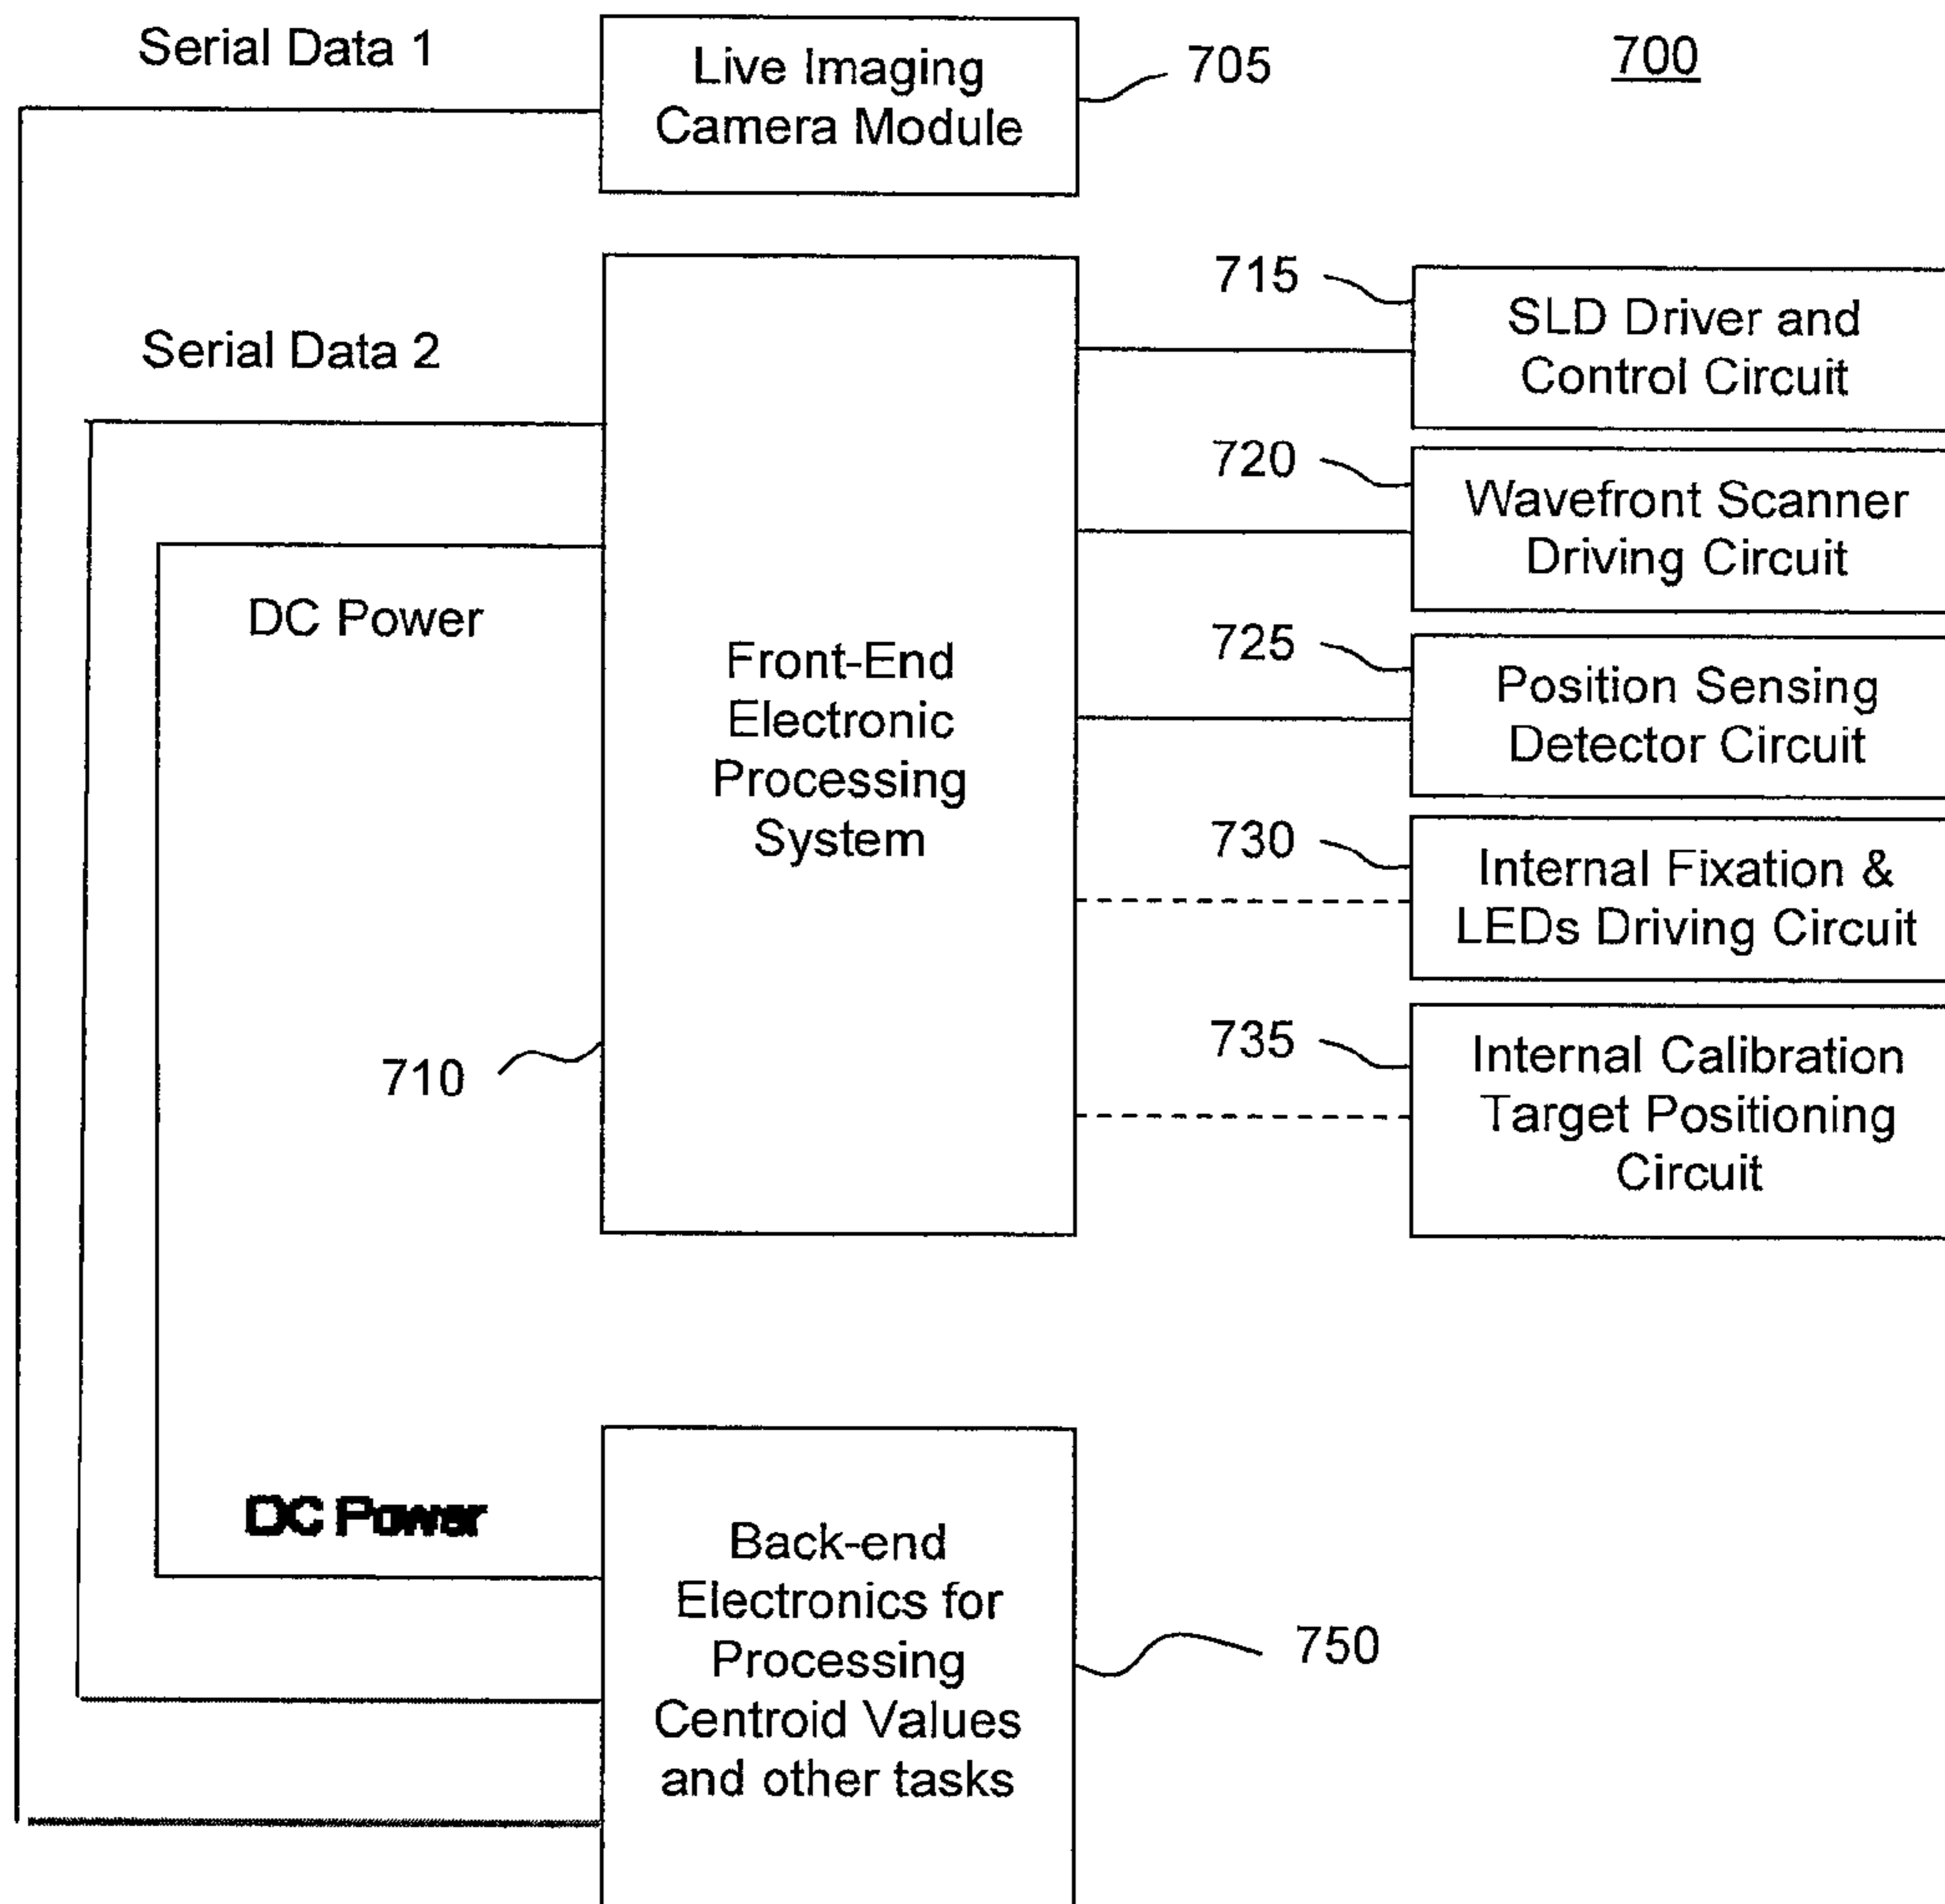 Serial Data 1
Live Imaging
Camera Module
705
700
Serial Data 2
DC Power
Front-End
Electronic
Processing
System
710
715
SLD Driver and
Control Circuit
720
Wavefront Scanner
Driving Circuit
725
Position Sensing
Detector Circuit
730
Internal Fixation &
LEDs Driving Circuit
735
Internal Calibration
Target Positioning
Circuit
DC Power
Back-end
Electronics for
Processing
Centroid Values
and other tasks
750